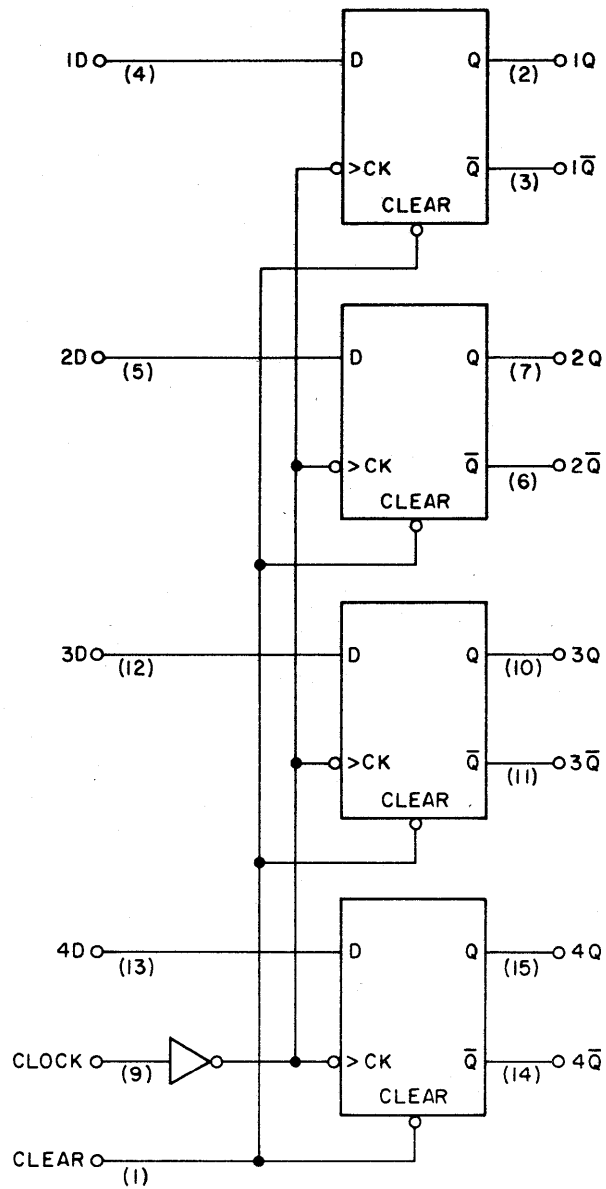 1D (4) D Q (2) 1Q
>CK Q̅ (3) 1Q̅
CLEAR
2D (5) D Q (7) 2Q
>CK Q̅ (6) 2Q̅
CLEAR
3D (12) D Q (10) 3Q
>CK Q̅ (11) 3Q̅
CLEAR
4D (13) D Q (15) 4Q
CLOCK (9) >CK Q̅ (14) 4Q̅
CLEAR
CLEAR (1)